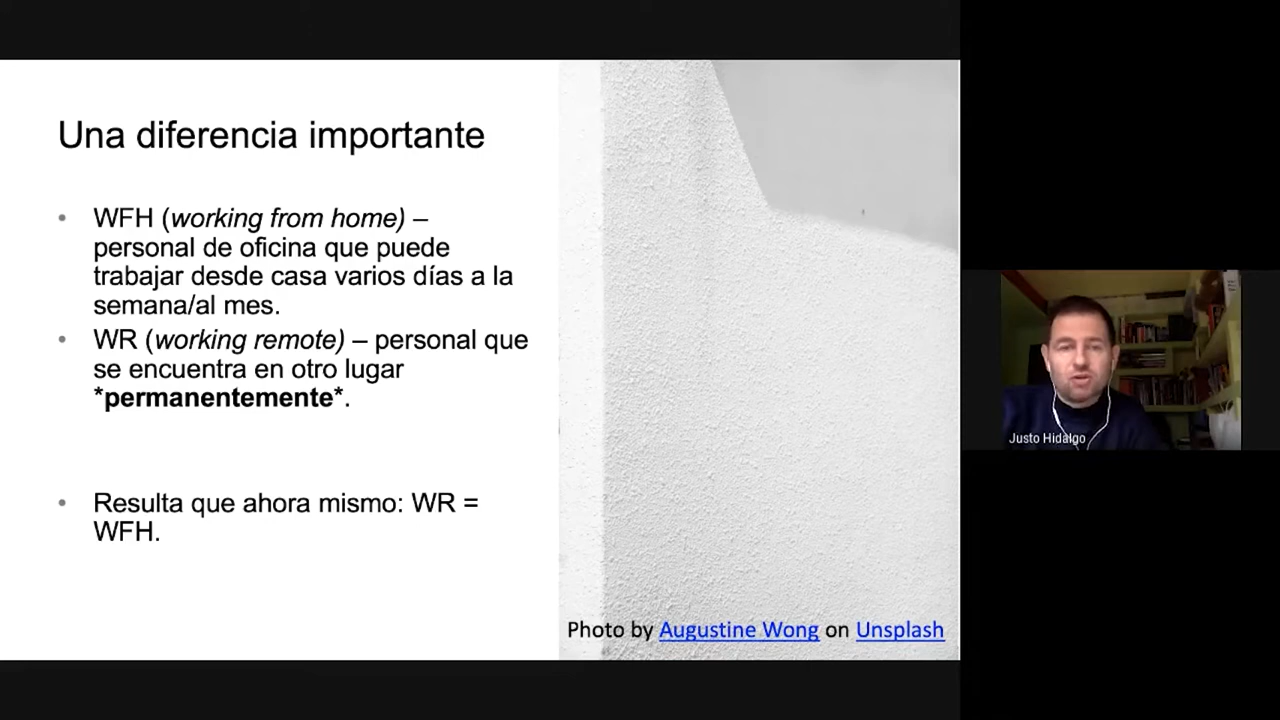 Una diferencia importante
• WFH (working from home) –
personal de oficina que puede
trabajar desde casa varios días a la
semana/al mes.
• WR (working remote) – personal que
se encuentra en otro lugar
*permanentemente*.
• Resulta que ahora mismo: WR =
WFH.
Photo by Augustine Wong on Unsplash
Justo Hidalgo